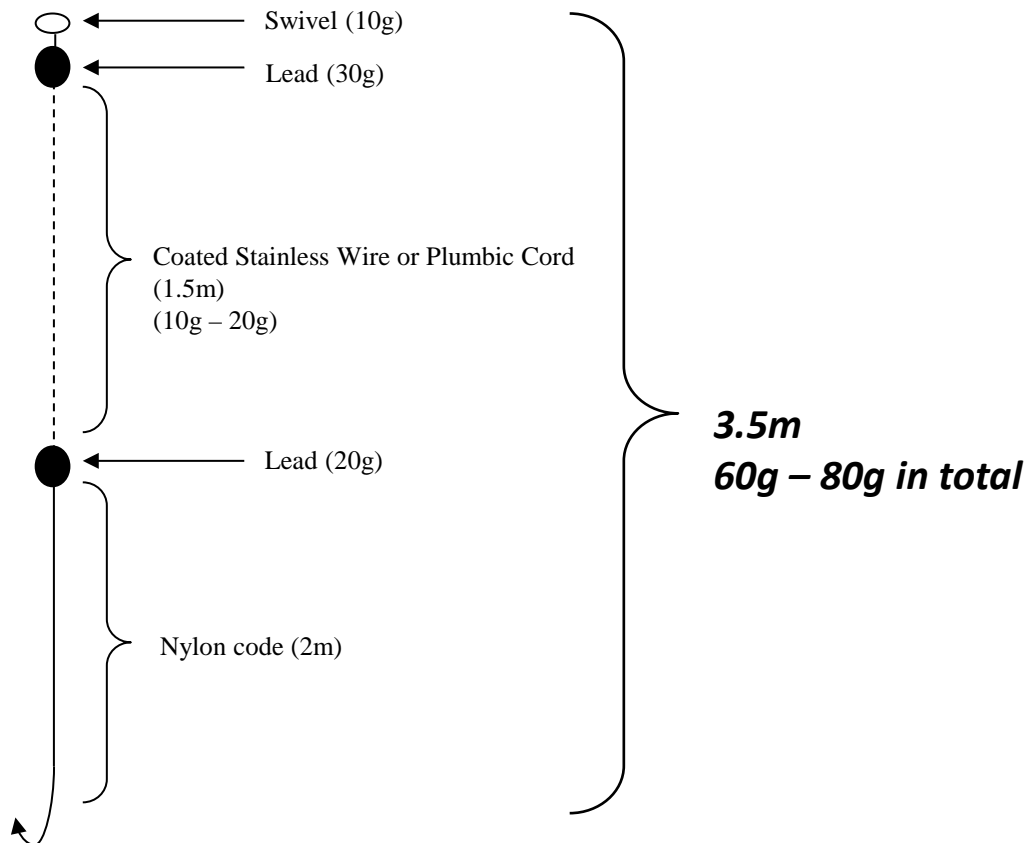 Swivel (10g)
Lead (30g)
Coated Stainless Wire or Plumbic Cord
(1.5m)
(10g – 20g)
3.5m
60g – 80g in total
Lead (20g)
Nylon code (2m)